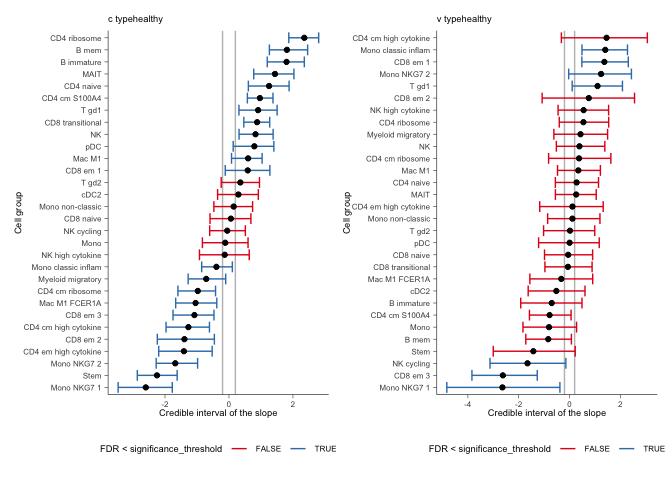 c typehealthy
Cell group
CD4 ribosome
B mem
B immature
MAIT
CD4 naive
CD4 cm S100A4
T gd1
CD8 transitional
NK
pDC
Mac M1
CD8 em 1
T gd2
cDC2
Mono non-classic
CD8 naive
NK cycling
Mono
NK high cytokine
Mono classic inflam
Myeloid migratory
CD4 cm ribosome
Mac M1 FCER1A
CD8 em 3
CD4 cm high cytokine
CD8 em 2
CD4 em high cytokine
Mono NKG7 2
Stem
Mono NKG7 1
-2 0 2
Credible interval of the slope
FDR < significance_threshold FALSE TRUE
v typehealthy
Cell group
CD4 cm high cytokine
Mono classic inflam
CD8 em 1
Mono NKG7 2
T gd1
CD8 em 2
NK high cytokine
CD4 ribosome
Myeloid migratory
NK
CD4 cm ribosome
Mac M1
CD4 naive
MAIT
CD4 em high cytokine
Mono non-classic
T gd2
pDC
CD8 naive
CD8 transitional
Mac M1 FCER1A
cDC2
B immature
CD4 cm S100A4
Mono
B mem
Stem
NK cycling
CD8 em 3
Mono NKG7 1
-4 -2 0 2
Credible interval of the slope
FDR < significance_threshold FALSE TRUE